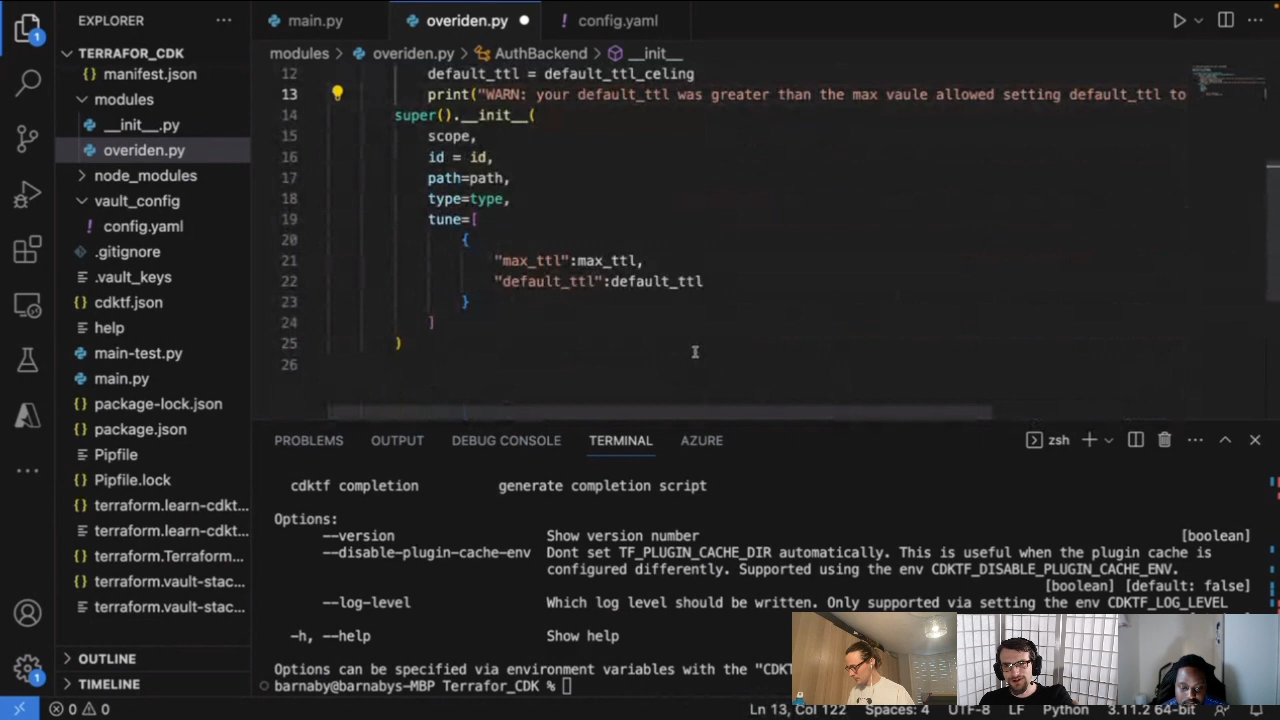 EXPLORER
TERRAFOR_CDK
manifest.json
modules
__init__.py
overiden.py
node_modules
vault_config
config.yaml
.gitignore
.vault_keys
cdktf.json
help
main-test.py
main.py
package-lock.json
package.json
Pipfile
Pipfile.lock
terraform.learn-cdkt...
terraform.learn-cdkt...
terraform.Terraform...
terraform.vault-stac...
terraform.vault-stac...
OUTLINE
TIMELINE
main.py overiden.py config.yaml
modules > overiden.py > AuthBackend > __init__
12 default_ttl = default_ttl_celing
13 print("WARN: your default_ttl was greater than the max vaule allowed setting default_ttl to
14 super().__init__(
15 scope,
16 id = id,
17 path=path,
18 type=type,
19 tune=[
20 {
21 "max_ttl":max_ttl,
22 "default_ttl":default_ttl
23 }
24 ]
25 )
26
PROBLEMS OUTPUT DEBUG CONSOLE TERMINAL AZURE zsh
cdktf completion generate completion script
Options:
--version Show version number [boolean]
--disable-plugin-cache-env Dont set TF_PLUGIN_CACHE_DIR automatically. This is useful when the plugin cache is
configured differently. Supported using the env CDKTF_DISABLE_PLUGIN_CACHE_ENV.
[boolean] [default: false]
--log-level Which log level should be written. Only supported via setting the env CDKTF_LOG_LEVEL
-h, --help Show help
Options can be specified via environment variables with the "CDKT
barnaby@barnabys-MBP Terrafor_CDK %
0 0 Ln 13, Col 122 Spaces: 4 UTF-8 LF Python 3.11.2 64-bit